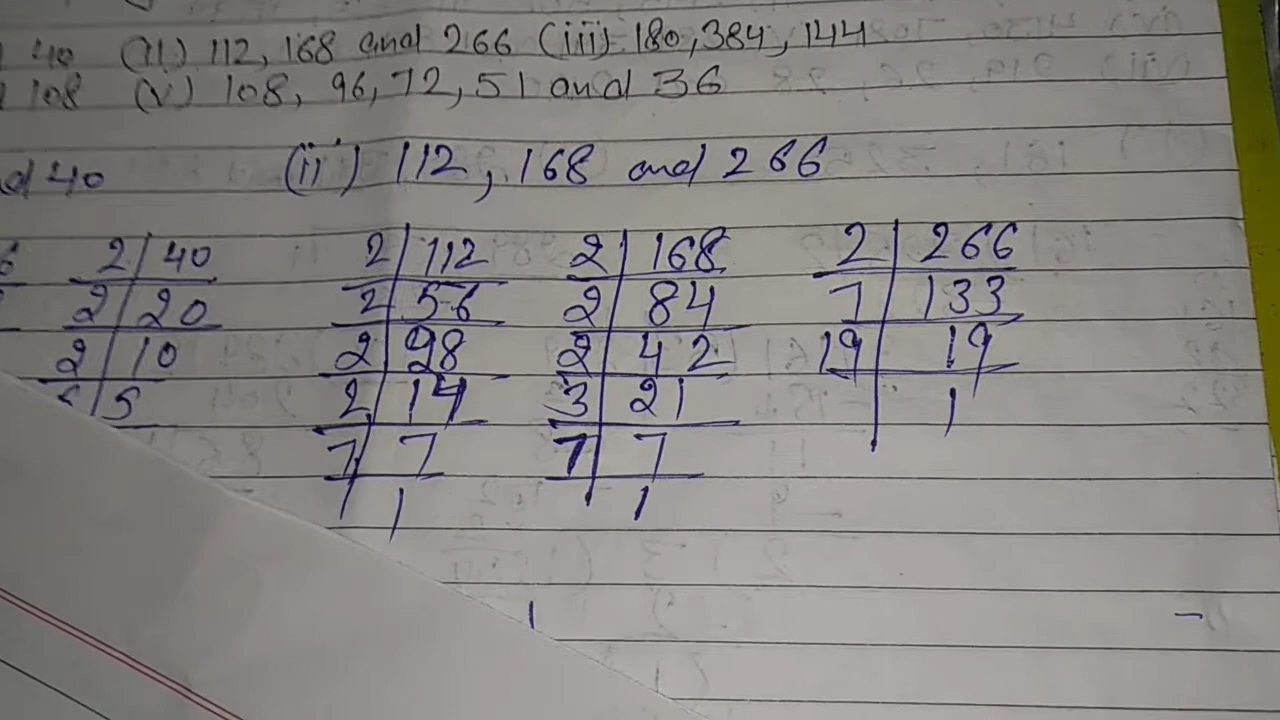 40 (ii) 112, 168 and 266 (iii) 180, 384, 144
108 (v) 108, 96, 72, 51 and 36
d 40 (ii) 112, 168 and 266
2 40 2 112 2 168 2 266
2 20 2 56 2 84 7 133
2 10 2 28 2 42 19 19
5 2 14 3 21 1
7 7 7 7
1 1